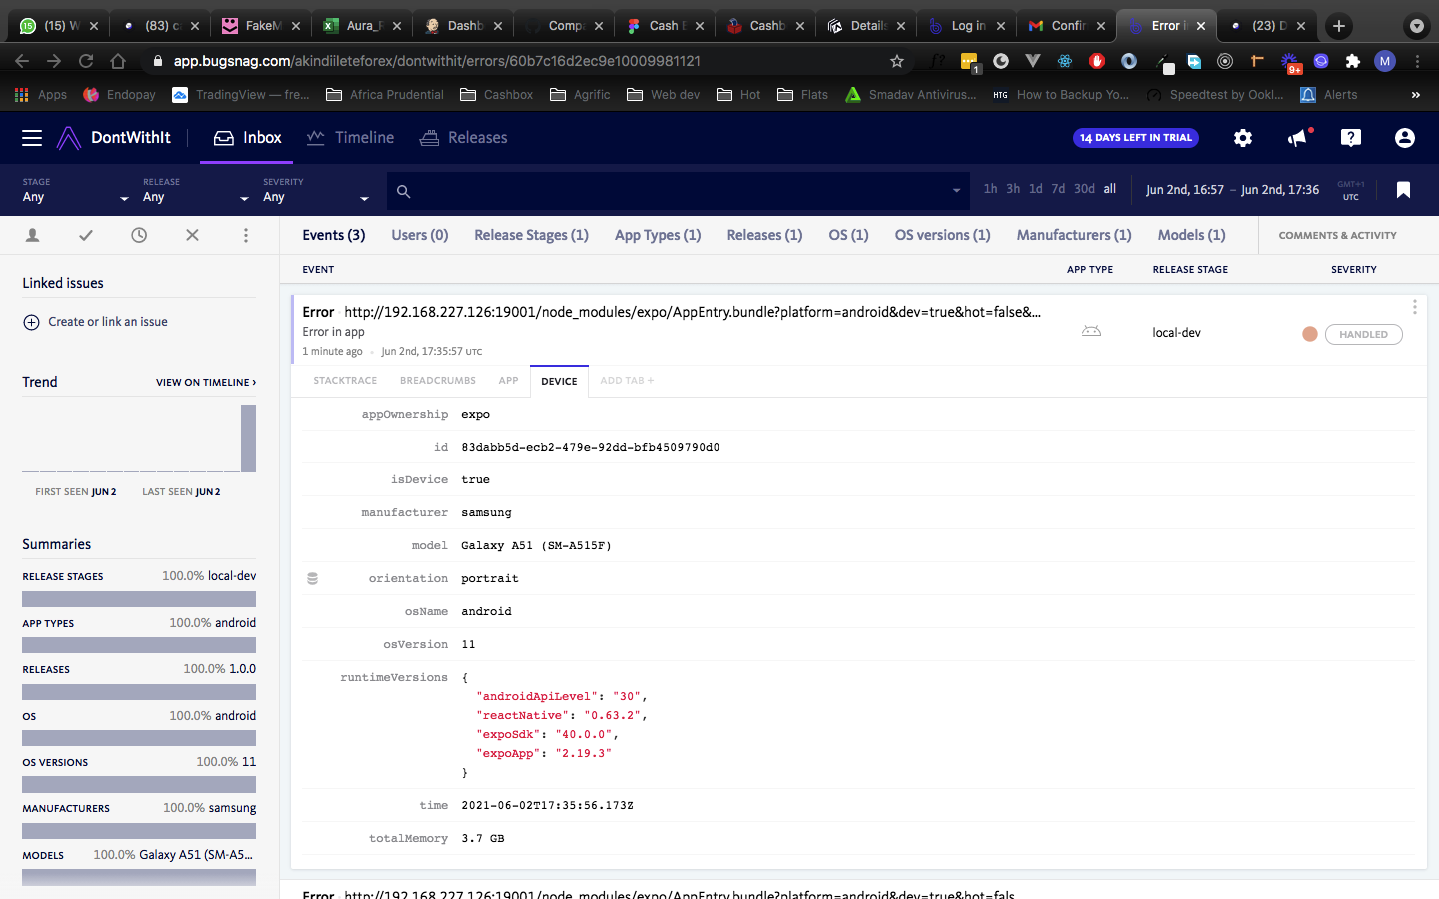 (15) W
(83) ca
FakeM
Aura_R
Dashb
Compa
Cash E
Cashb
Details
Log in
Confir
Error i
(23) D
app.bugsnag.com/akindiileteforex/dontwithit/errors/60b7c16d2ec9e10009981121
1
9+
M
Apps
Endopay
TradingView — fre...
Africa Prudential
Cashbox
Agrific
Web dev
Hot
Flats
Smadav Antivirus...
HTG How to Backup Yo...
Speedtest by Ookl...
Alerts
»
DontWithIt
Inbox
Timeline
Releases
14 DAYS LEFT IN TRIAL
STAGE
Any
RELEASE
Any
SEVERITY
Any
1h 3h 1d 7d 30d all
Jun 2nd, 16:57 – Jun 2nd, 17:36
GMT+1
UTC
Events (3)
Users (0)
Release Stages (1)
App Types (1)
Releases (1)
OS (1)
OS versions (1)
Manufacturers (1)
Models (1)
COMMENTS & ACTIVITY
Linked issues
Create or link an issue
Trend
VIEW ON TIMELINE ›
FIRST SEEN JUN 2
LAST SEEN JUN 2
Summaries
RELEASE STAGES 100.0% local-dev
APP TYPES 100.0% android
RELEASES 100.0% 1.0.0
OS 100.0% android
OS VERSIONS 100.0% 11
MANUFACTURERS 100.0% samsung
MODELS 100.0% Galaxy A51 (SM-A5...
EVENT
APP TYPE
RELEASE STAGE
SEVERITY
Error · http://192.168.227.126:19001/node_modules/expo/AppEntry.bundle?platform=android&dev=true&hot=false&...
Error in app
1 minute ago • Jun 2nd, 17:35:57 UTC
local-dev
HANDLED
STACKTRACE
BREADCRUMBS
APP
DEVICE
ADD TAB +
appOwnership expo
id 83dabb5d-ecb2-479e-92dd-bfb4509790d0
isDevice true
manufacturer samsung
model Galaxy A51 (SM-A515F)
orientation portrait
osName android
osVersion 11
runtimeVersions {
"androidApiLevel": "30",
"reactNative": "0.63.2",
"expoSdk": "40.0.0",
"expoApp": "2.19.3"
}
time 2021-06-02T17:35:56.173Z
totalMemory 3.7 GB
Error · http://192.168.227.126:19001/node_modules/expo/AppEntry.bundle?platform=android&dev=true&hot=fals